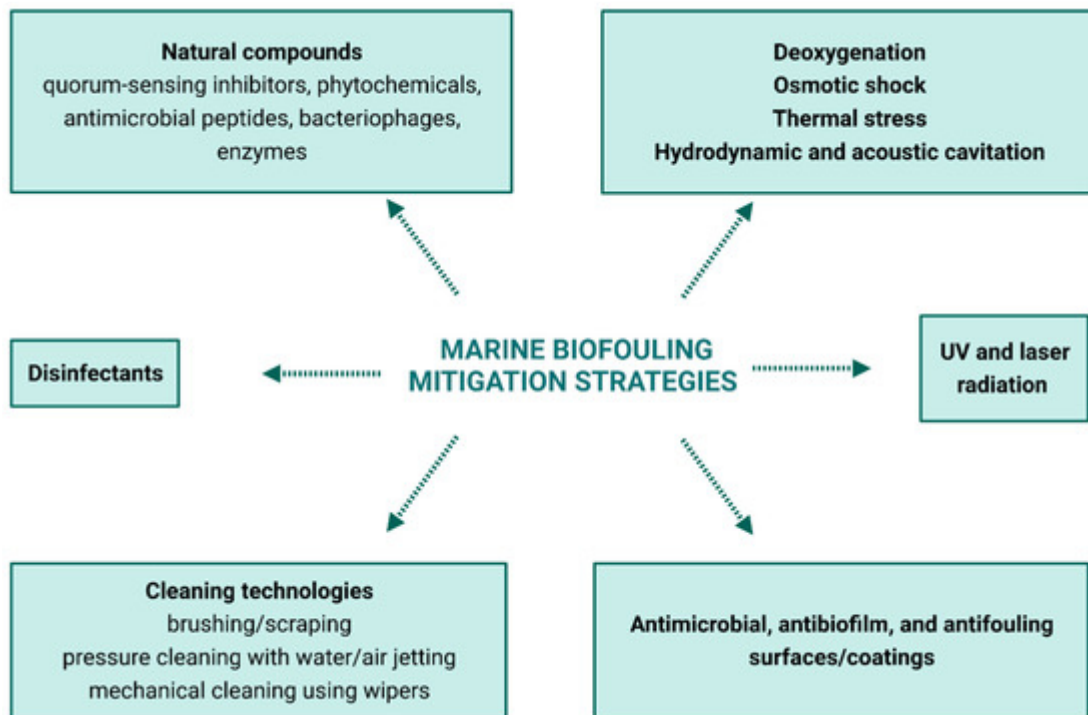 Natural compounds
quorum-sensing inhibitors, phytochemicals,
antimicrobial peptides, bacteriophages,
enzymes
Deoxygenation
Osmotic shock
Thermal stress
Hydrodynamic and acoustic cavitation
Disinfectants
MARINE BIOFOULING
MITIGATION STRATEGIES
UV and laser
radiation
Cleaning technologies
brushing/scraping
pressure cleaning with water/air jetting
mechanical cleaning using wipers
Antimicrobial, antibiofilm, and antifouling
surfaces/coatings